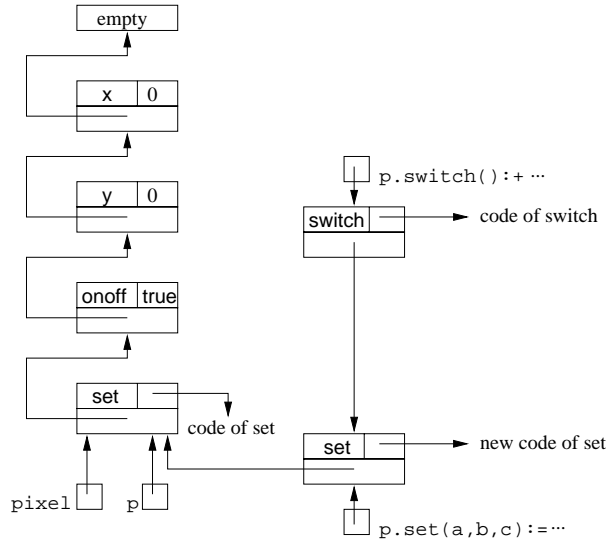 empty
x 0
y 0
p.switch():+ ···
switch
code of switch
onoff true
set
code of set
set
new code of set
pixel
p
p.set(a,b,c):=···